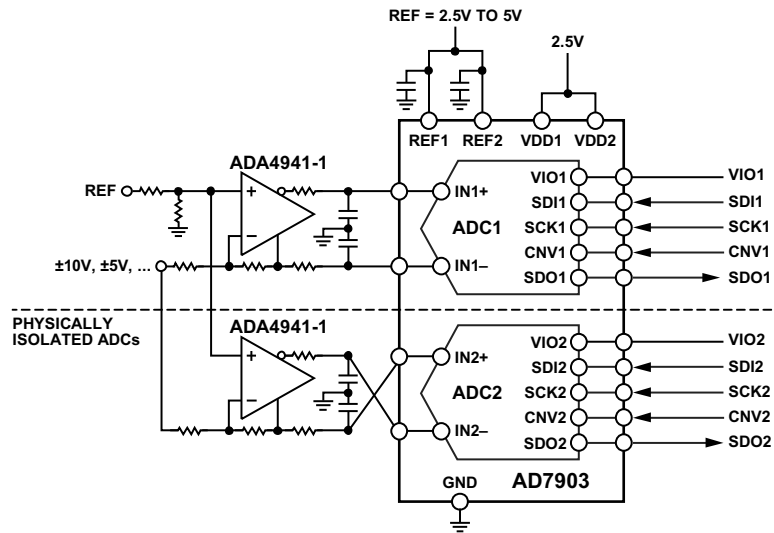 REF = 2.5V TO 5V
2.5V
REF1 REF2 VDD1 VDD2
ADA4941-1
REF
+
–
±10V, ±5V, ...
IN1+
ADC1
IN1–
VIO1
SDI1
SCK1
CNV1
SDO1
VIO1
SDI1
SCK1
CNV1
SDO1
PHYSICALLY
ISOLATED ADCs
ADA4941-1
+
–
IN2+
ADC2
IN2–
VIO2
SDI2
SCK2
CNV2
SDO2
VIO2
SDI2
SCK2
CNV2
SDO2
GND
AD7903